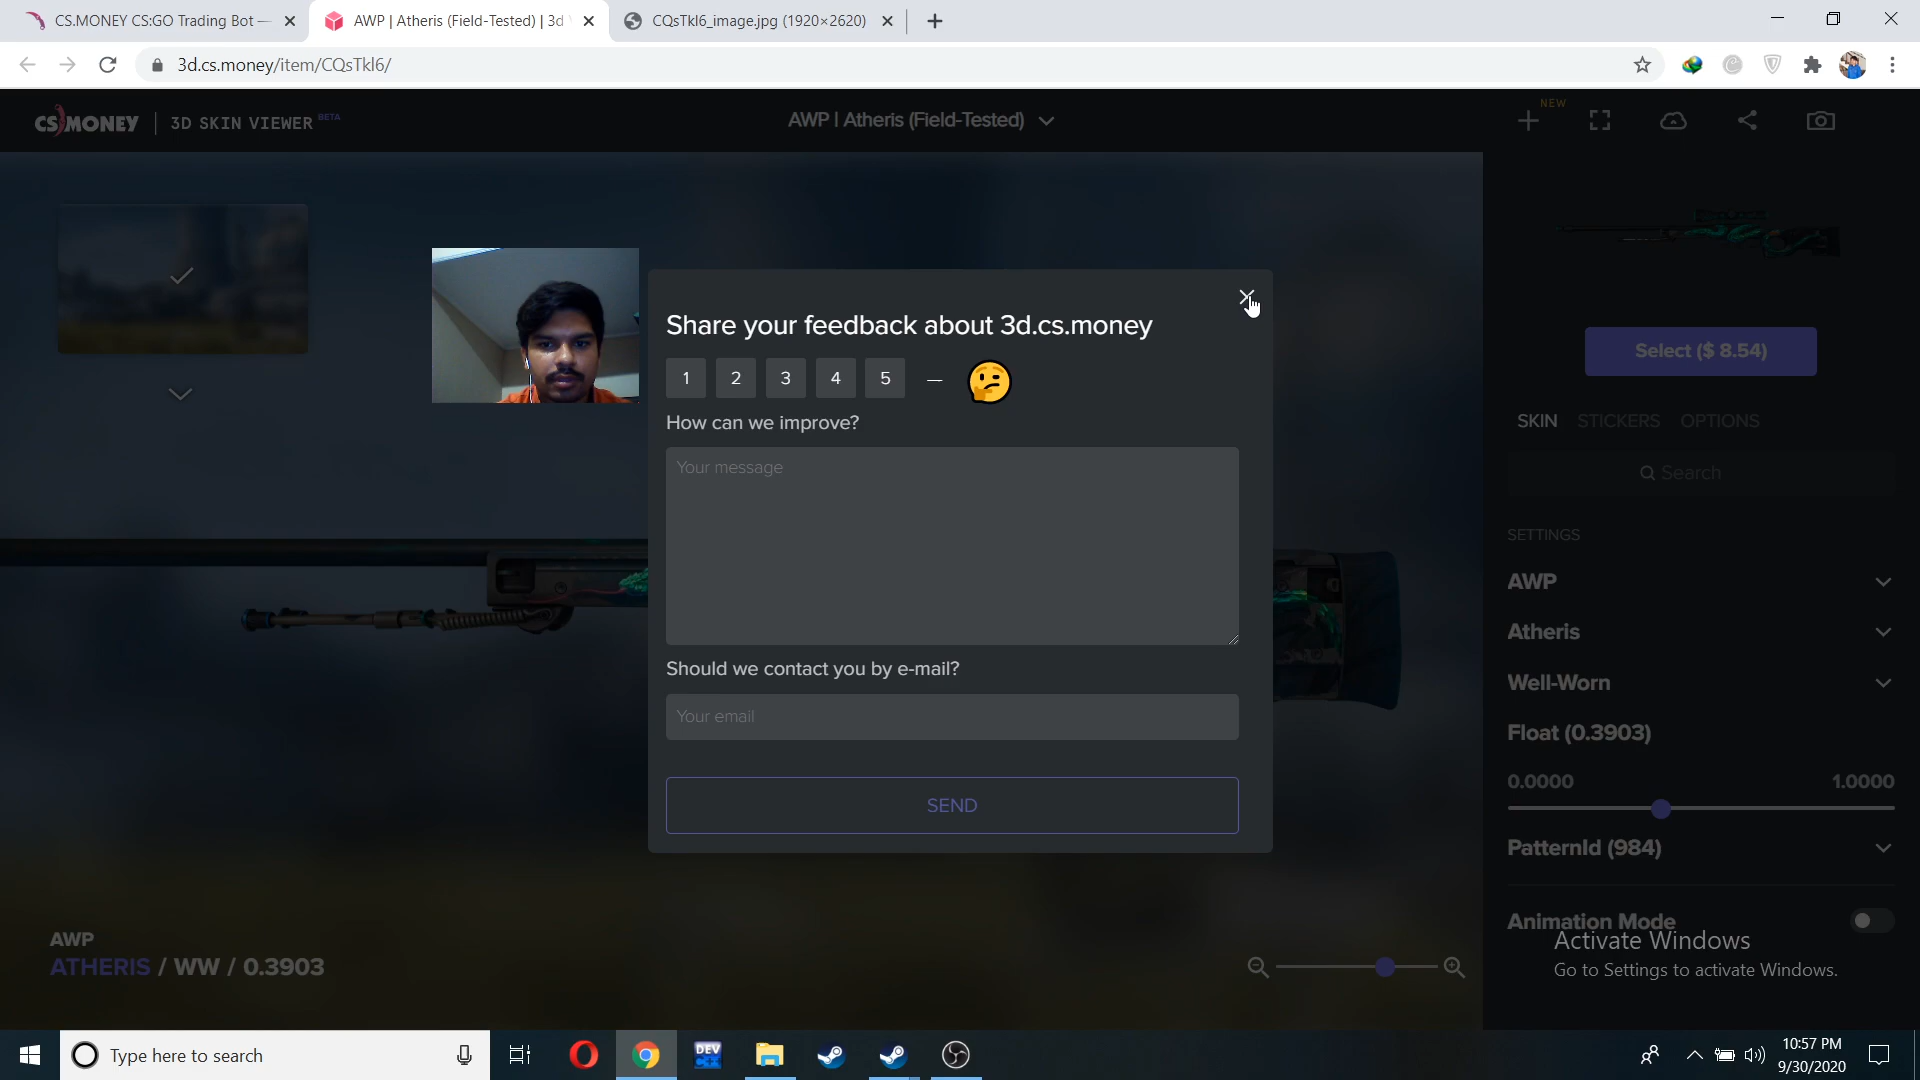 CS.MONEY CS:GO Trading Bot —
AWP | Atheris (Field-Tested) | 3d
CQsTkl6_image.jpg (1920×2620)
3d.cs.money/item/CQsTkl6/
CS MONEY
3D SKIN VIEWER BETA
AWP | Atheris (Field-Tested)
NEW
Share your feedback about 3d.cs.money
1 2 3 4 5 —
How can we improve?
Your message
Should we contact you by e-mail?
Your email
SEND
Select ($ 8.54)
SKIN STICKERS OPTIONS
Search
SETTINGS
AWP
Atheris
Well-Worn
Float (0.3903)
0.0000 1.0000
PatternId (984)
Animation Mode
Activate Windows
Go to Settings to activate Windows.
AWP
ATHERIS / WW / 0.3903
Type here to search
DEV
C++
10:57 PM
9/30/2020